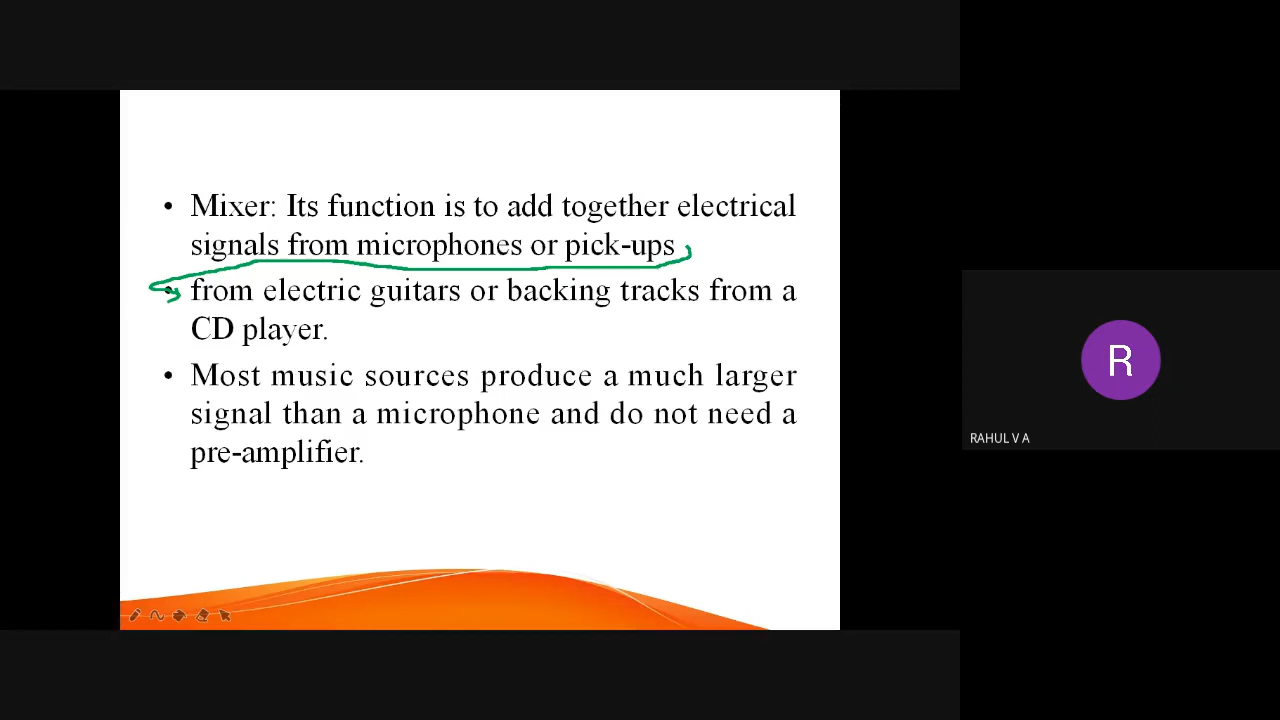 • Mixer: Its function is to add together electrical
signals from microphones or pick-ups
• from electric guitars or backing tracks from a
CD player.
• Most music sources produce a much larger
signal than a microphone and do not need a
pre-amplifier.
R
RAHUL V A